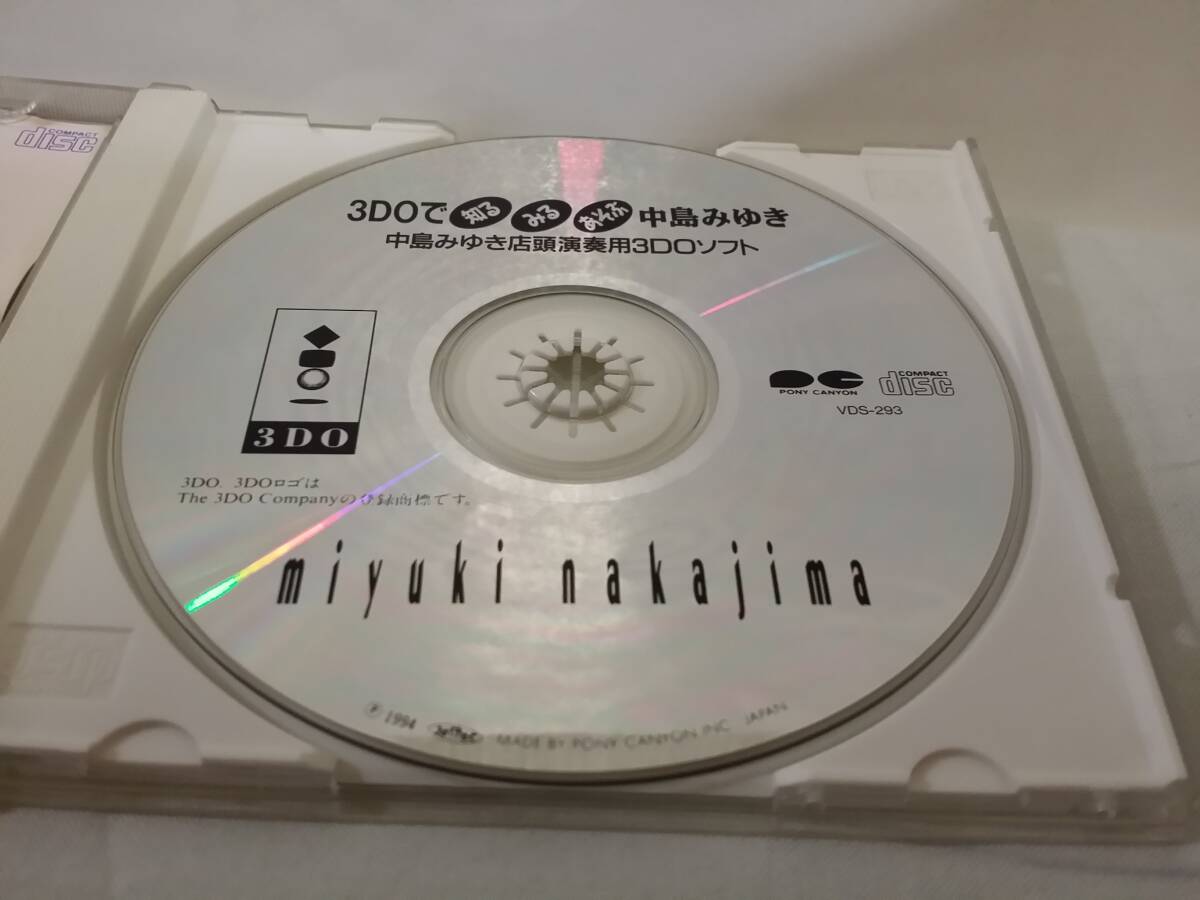 COMPACT
disc
3DOで 知る みる あそぶ 中島みゆき
中島みゆき店頭演奏用3DOソフト
3DO
PONY CANYON
COMPACT
disc
VDS-293
3DO. 3DOロゴは
The 3DO Companyの登録商標です。
miyuki nakajima
Ⓟ 1994 MADE BY PONY CANYON INC. JAPAN